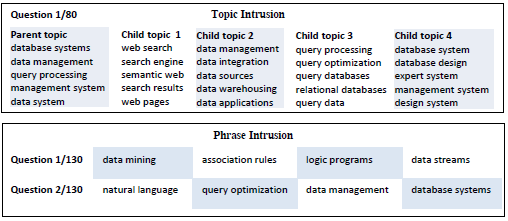 Question 1/80 Topic Intrusion
Parent topic Child topic 1 Child topic 2 Child topic 3 Child topic 4
database systems web search data management query processing database system
data management search engine data integration query optimization database design
query processing semantic web data sources query databases expert system
management system search results data warehousing relational databases management system
data system web pages data applications query data design system
Phrase Intrusion
Question 1/130 data mining association rules logic programs data streams
Question 2/130 natural language query optimization data management database systems